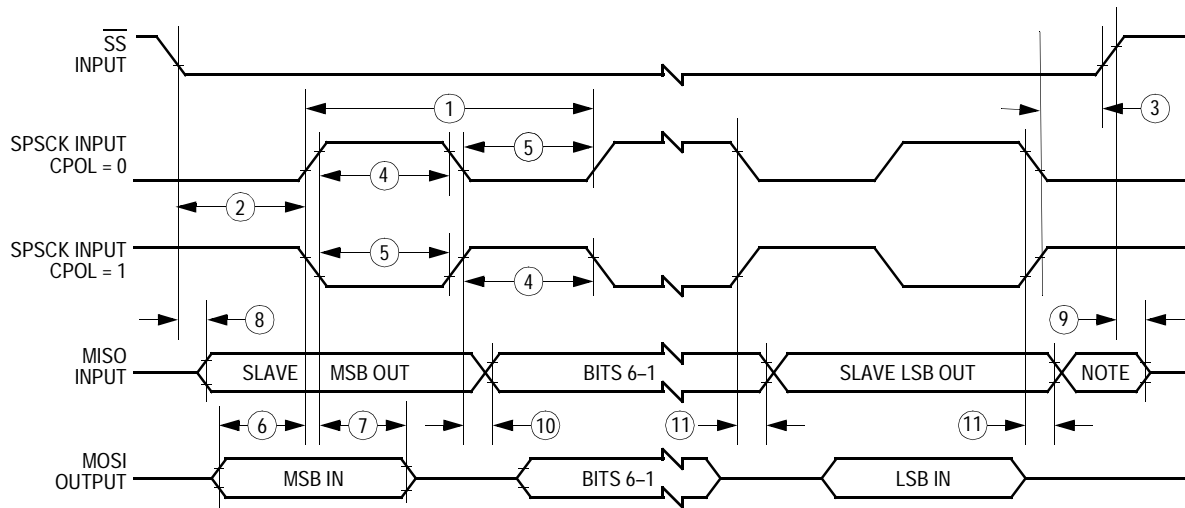 SS
INPUT
1
3
SPSCK INPUT
CPOL = 0
5
4
2
SPSCK INPUT
CPOL = 1
5
4
8
9
MISO
INPUT
SLAVE MSB OUT
BITS 6–1
SLAVE LSB OUT
NOTE
6
7
10
11
11
MOSI
OUTPUT
MSB IN
BITS 6–1
LSB IN